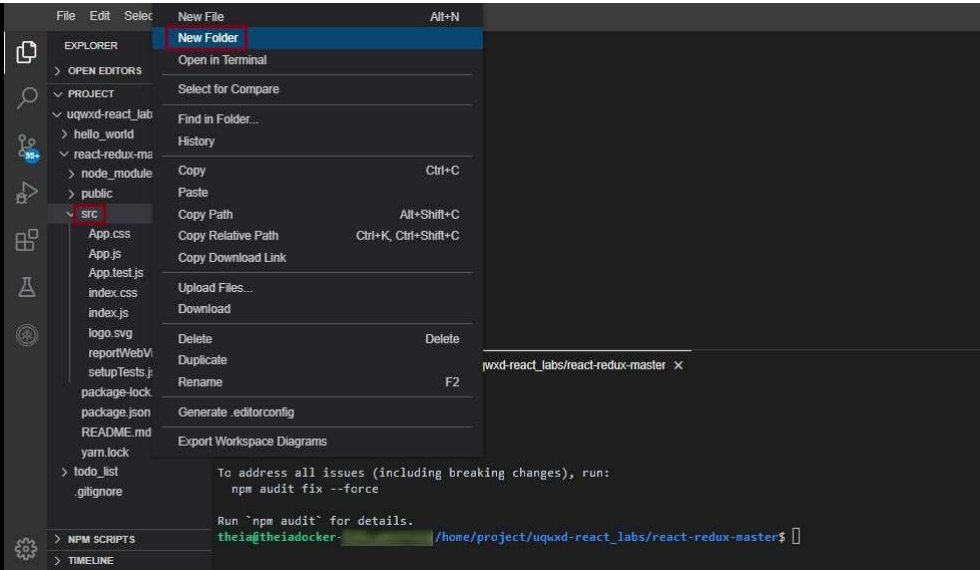 File Edit Selec
EXPLORER
> OPEN EDITORS
PROJECT
uqwxd-react_lab
> hello_world
react-redux-ma
> node_module
> public
src
App.css
App.js
App.test.js
index.css
index.js
logo.svg
reportWebVi
setupTests.js
package-lock.
package.json
README.md
yarn.lock
> todo_list
.gitignore
> NPM SCRIPTS
> TIMELINE
99+
New File Alt+N
New Folder
Open in Terminal
Select for Compare
Find in Folder...
History
Copy Ctrl+C
Paste
Copy Path Alt+Shift+C
Copy Relative Path Ctrl+K, Ctrl+Shift+C
Copy Download Link
Upload Files...
Download
Delete Delete
Duplicate
Rename F2
Generate .editorconfig
Export Workspace Diagrams
wxd-react_labs/react-redux-master ×
To address all issues (including breaking changes), run:
npm audit fix --force
Run `npm audit` for details.
theia@theiadocker- /home/project/uqwxd-react_labs/react-redux-master$